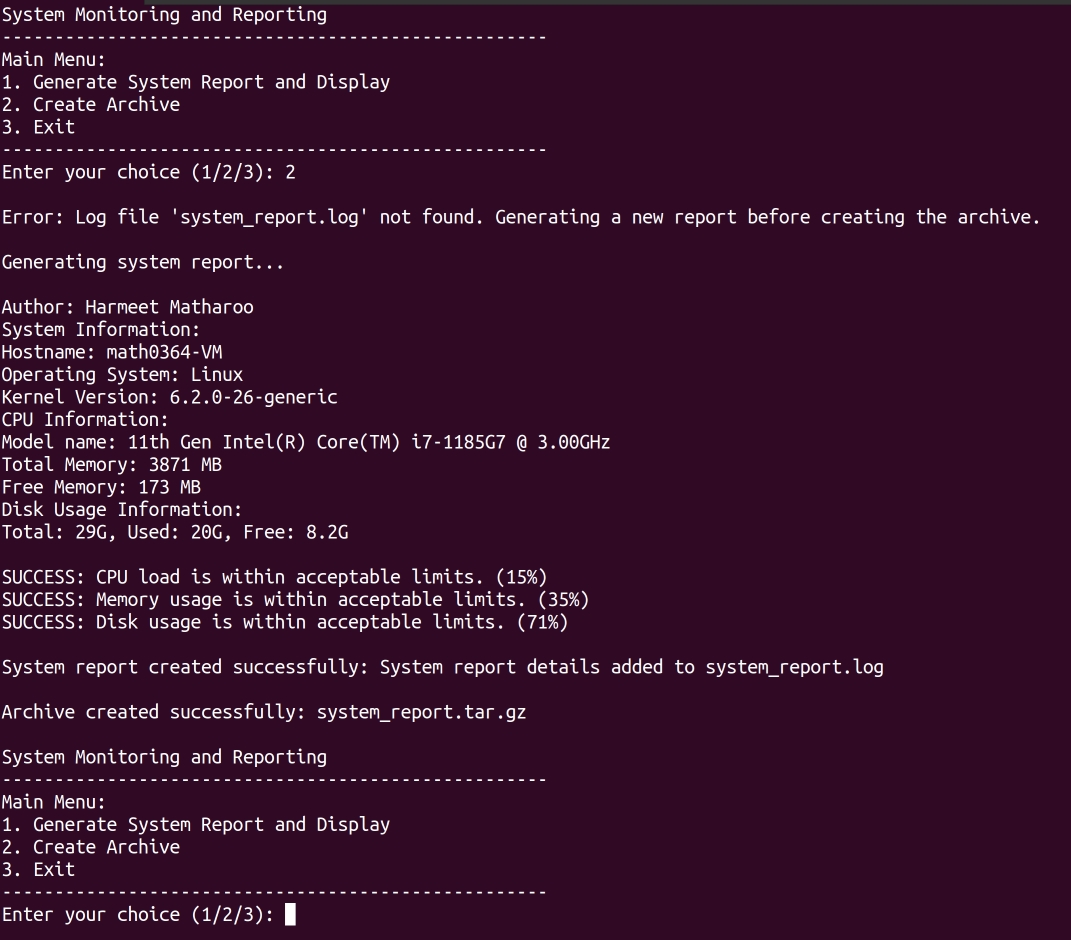 System Monitoring and Reporting
----------------------------------------------------
Main Menu:
1. Generate System Report and Display
2. Create Archive
3. Exit
----------------------------------------------------
Enter your choice (1/2/3): 2
Error: Log file 'system_report.log' not found. Generating a new report before creating the archive.
Generating system report...
Author: Harmeet Matharoo
System Information:
Hostname: math0364-VM
Operating System: Linux
Kernel Version: 6.2.0-26-generic
CPU Information:
Model name: 11th Gen Intel(R) Core(TM) i7-1185G7 @ 3.00GHz
Total Memory: 3871 MB
Free Memory: 173 MB
Disk Usage Information:
Total: 29G, Used: 20G, Free: 8.2G
SUCCESS: CPU load is within acceptable limits. (15%)
SUCCESS: Memory usage is within acceptable limits. (35%)
SUCCESS: Disk usage is within acceptable limits. (71%)
System report created successfully: System report details added to system_report.log
Archive created successfully: system_report.tar.gz
System Monitoring and Reporting
----------------------------------------------------
Main Menu:
1. Generate System Report and Display
2. Create Archive
3. Exit
----------------------------------------------------
Enter your choice (1/2/3):